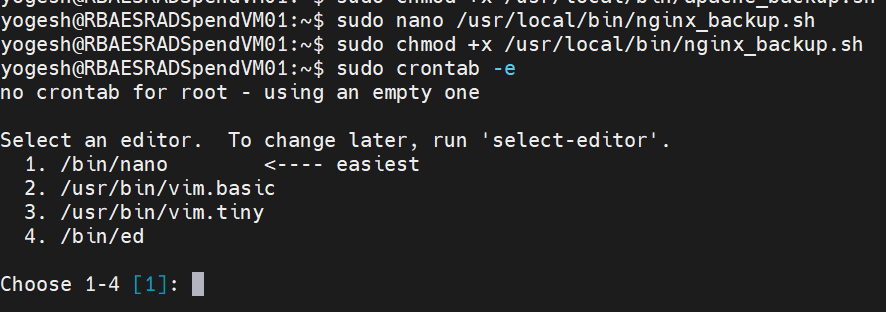 yogesh@RBAESRADSpendVM01:~$ sudo chmod +x /usr/local/bin/apache_backup.sh
yogesh@RBAESRADSpendVM01:~$ sudo nano /usr/local/bin/nginx_backup.sh
yogesh@RBAESRADSpendVM01:~$ sudo chmod +x /usr/local/bin/nginx_backup.sh
yogesh@RBAESRADSpendVM01:~$ sudo crontab -e
no crontab for root - using an empty one

Select an editor.  To change later, run 'select-editor'.
  1. /bin/nano        <---- easiest
  2. /usr/bin/vim.basic
  3. /usr/bin/vim.tiny
  4. /bin/ed

Choose 1-4 [1]: